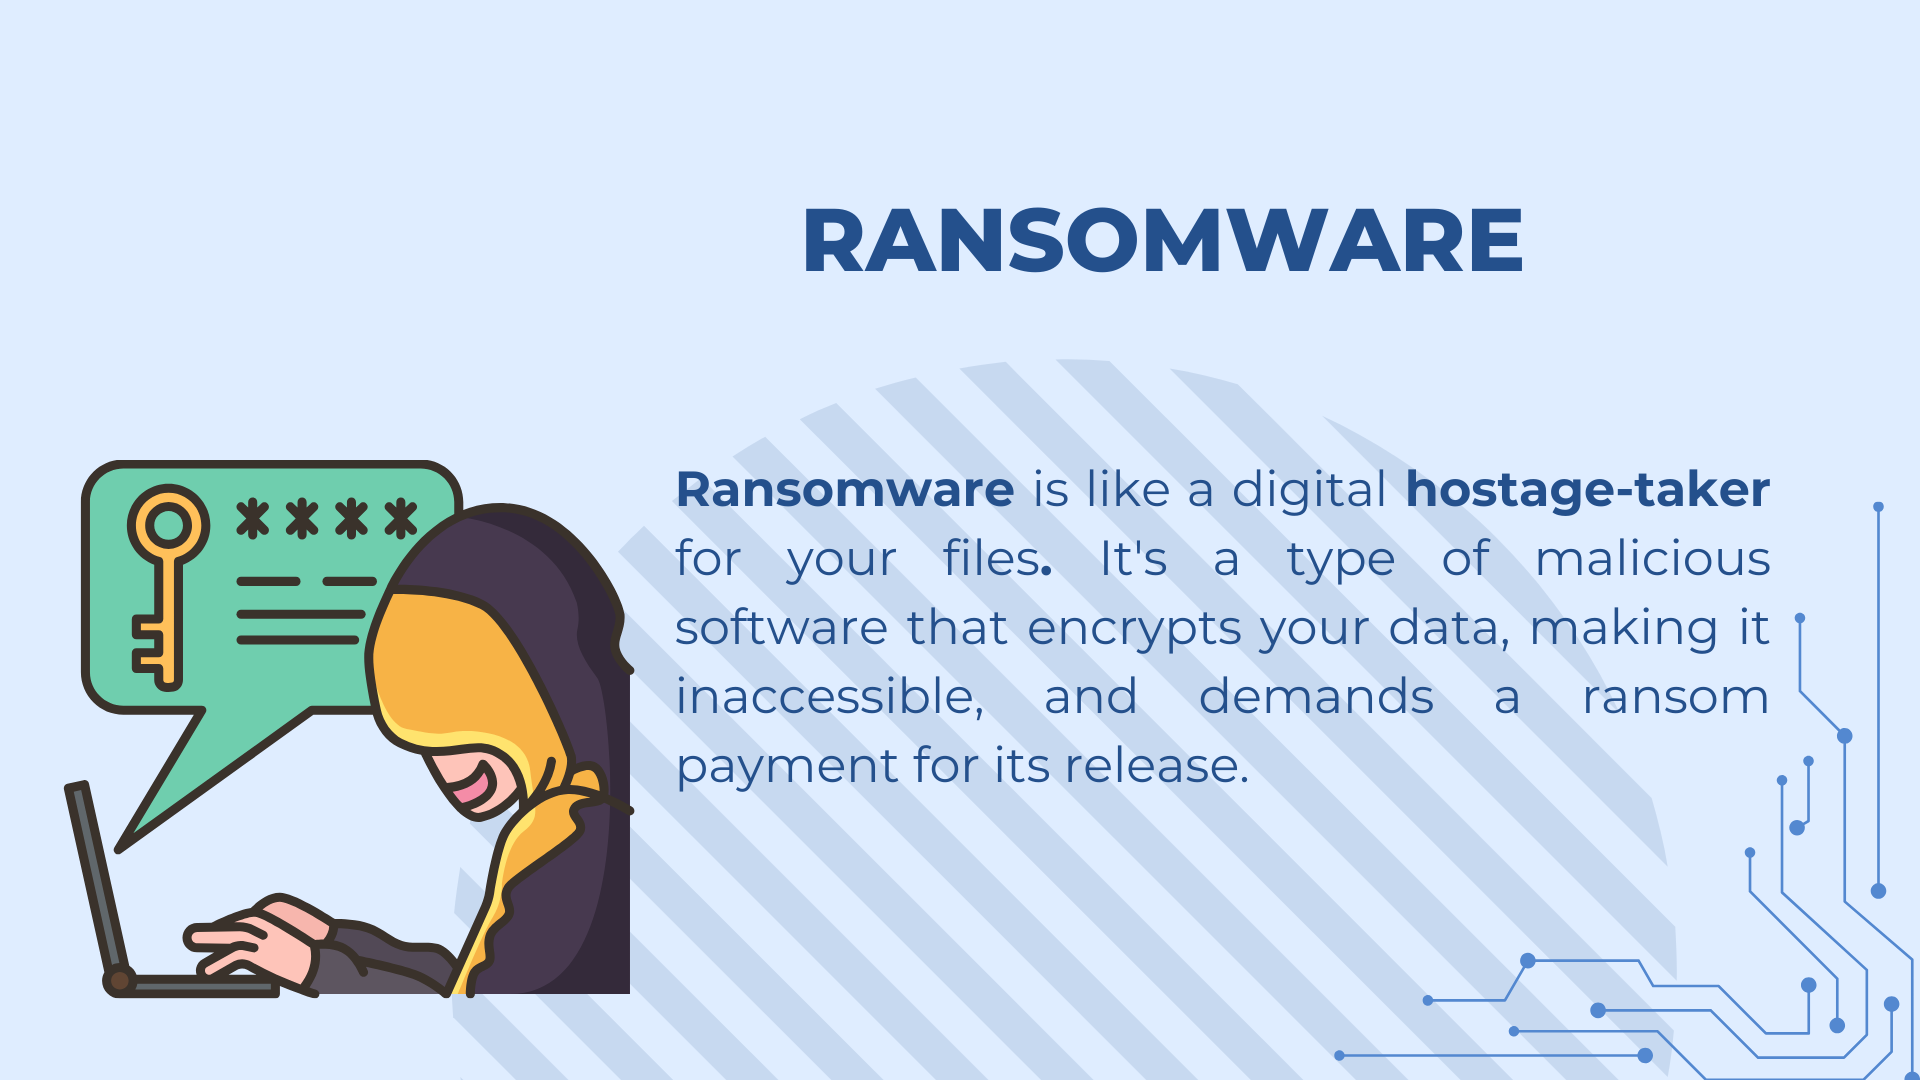 RANSOMWARE
Ransomware is like a digital hostage-taker
for your files. It's a type of malicious
software that encrypts your data, making it
inaccessible, and demands a ransom
payment for its release.